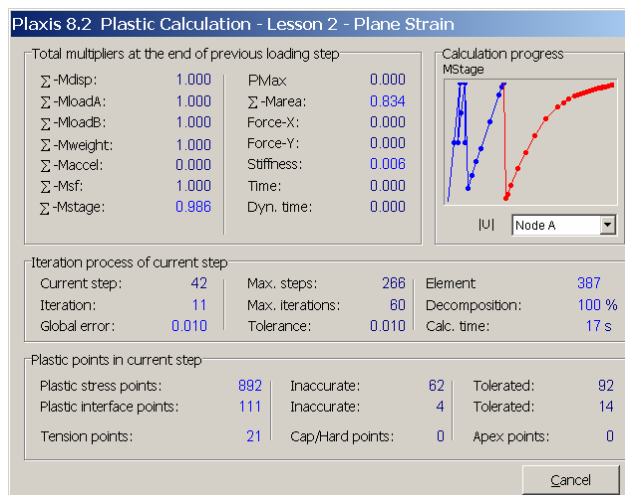 Plaxis 8.2 Plastic Calculation - Lesson 2 - Plane Strain
Total multipliers at the end of previous loading step
Σ-Mdisp: 1.000 PMax 0.000
Σ-MloadA: 1.000 Σ-Marea: 0.834
Σ-MloadB: 1.000 Force-X: 0.000
Σ-Mweight: 1.000 Force-Y: 0.000
Σ-Maccel: 0.000 Stiffness: 0.006
Σ-Msf: 1.000 Time: 0.000
Σ-Mstage: 0.986 Dyn. time: 0.000
Calculation progress
MStage
|U| Node A
Iteration process of current step
Current step: 42 Max. steps: 266 Element 387
Iteration: 11 Max. iterations: 60 Decomposition: 100 %
Global error: 0.010 Tolerance: 0.010 Calc. time: 17 s
Plastic points in current step
Plastic stress points: 892 Inaccurate: 62 Tolerated: 92
Plastic interface points: 111 Inaccurate: 4 Tolerated: 14
Tension points: 21 Cap/Hard points: 0 Apex points: 0
Cancel